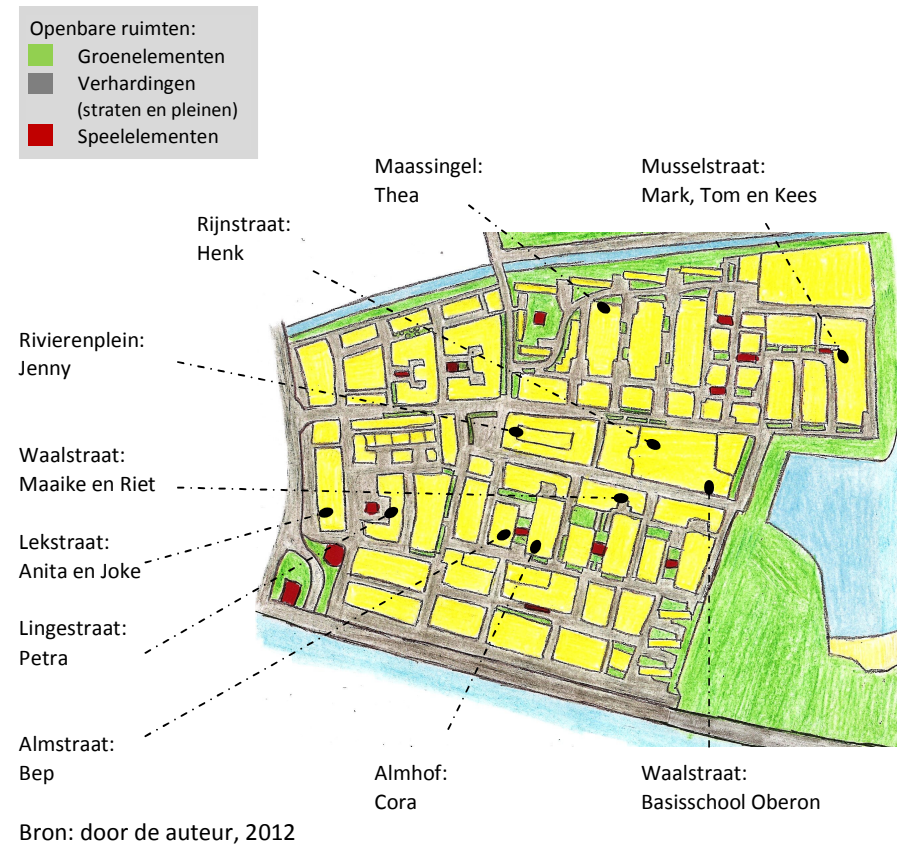 Openbare ruimten:
Groenelementen
Verhardingen
(straten en pleinen)
Speelelementen
Maassingel:
Thea
Musselstraat:
Mark, Tom en Kees
Rijnstraat:
Henk
Rivierenplein:
Jenny
Waalstraat:
Maaike en Riet
Lekstraat:
Anita en Joke
Lingestraat:
Petra
Almstraat:
Bep
Almhof:
Cora
Waalstraat:
Basisschool Oberon
Bron: door de auteur, 2012